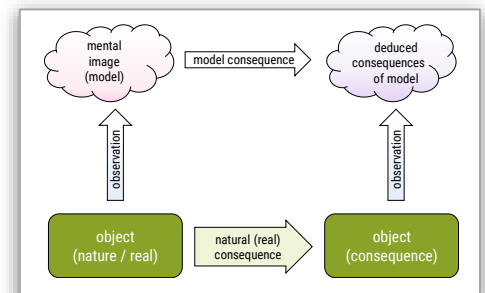 mental
image
(model)
model consequence
deduced
consequences
of model
observation
observation
object
(nature / real)
natural (real)
consequence
object
(consequence)